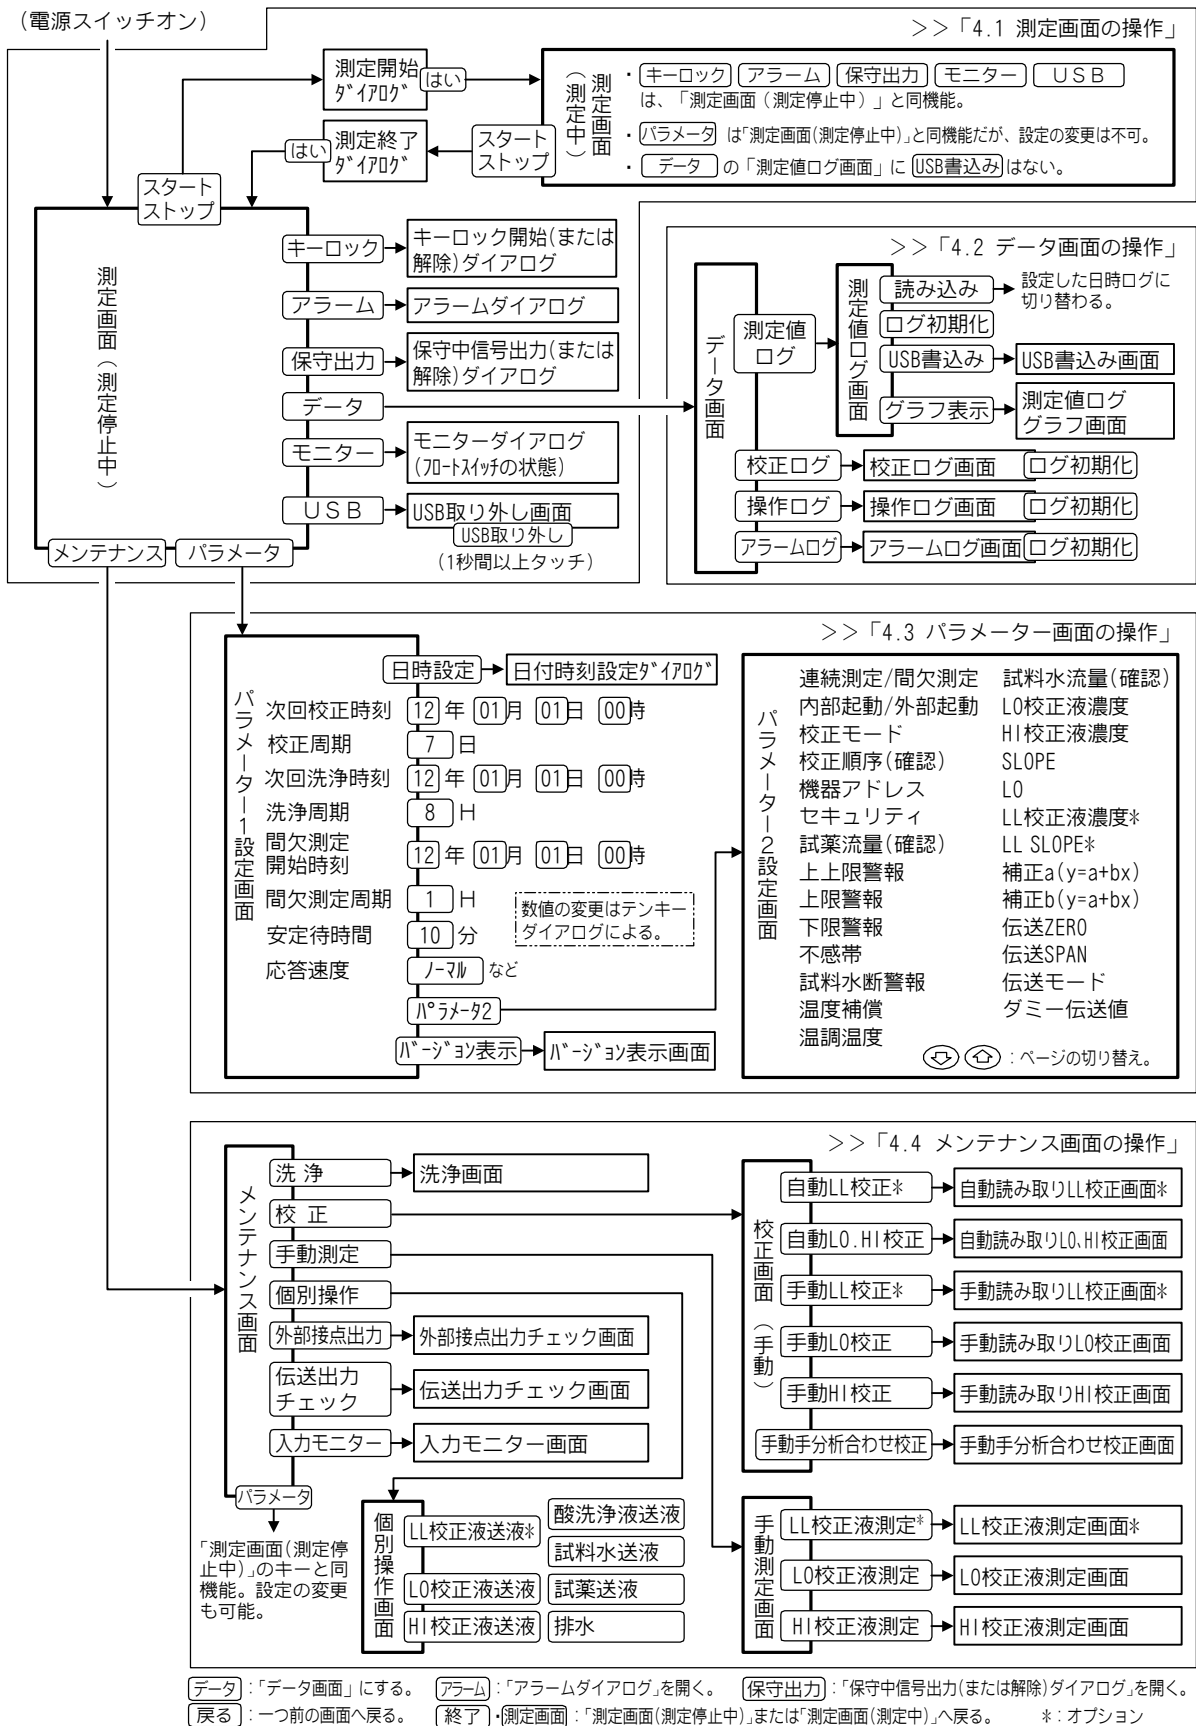 (電源スイッチオン)
>>「4.1 測定画面の操作」
測定開始
ダイアログ
はい
測定画面
(測定中)
・キーロック アラーム 保守出力 モニター USB
は、「測定画面(測定停止中)」と同機能。
・パラメータ は「測定画面(測定停止中)」と同機能だが、設定の変更は不可。
・データ の「測定値ログ画面」に USB書込み はない。
スタート
ストップ
測定終了
ダイアログ
はい
スタート
ストップ
測定画面(測定停止中)
キーロック
キーロック開始(または
解除)ダイアログ
アラーム
アラームダイアログ
保守出力
保守中信号出力(または
解除)ダイアログ
データ
モニター
モニターダイアログ
(フロートスイッチの状態)
USB
USB取り外し画面
USB取り外し
(1秒間以上タッチ)
メンテナンス
パラメータ
>>「4.2 データ画面の操作」
データ画面
測定値
ログ
測定値ログ画面
読み込み
設定した日時ログに
切り替わる。
ログ初期化
USB書込み
USB書込み画面
グラフ表示
測定値ログ
グラフ画面
校正ログ
校正ログ画面
ログ初期化
操作ログ
操作ログ画面
ログ初期化
アラームログ
アラームログ画面
ログ初期化
>>「4.3 パラメーター画面の操作」
パラメーター1設定画面
日時設定
日付時刻設定ダイアログ
次回校正時刻 12年 01月 01日 00時
校正周期 7日
次回洗浄時刻 12年 01月 01日 00時
洗浄周期 8H
間欠測定
開始時刻 12年 01月 01日 00時
間欠測定周期 1H
数値の変更はテンキー
ダイアログによる。
安定待時間 10分
応答速度 ノーマル など
パラメータ2
バージョン表示
バージョン表示画面
パラメーター2設定画面
連続測定/間欠測定
内部起動/外部起動
校正モード
校正順序(確認)
機器アドレス
セキュリティ
試薬流量(確認)
上上限警報
上限警報
下限警報
不感帯
試料水断警報
温度補償
温調温度
試料水流量(確認)
LO校正液濃度
HI校正液濃度
SLOPE
LO
LL校正液濃度*
LL SLOPE*
補正a(y=a+bx)
補正b(y=a+bx)
伝送ZERO
伝送SPAN
伝送モード
ダミー伝送値
:ページの切り替え。
>>「4.4 メンテナンス画面の操作」
メンテナンス画面
洗 浄
洗浄画面
校 正
手動測定
個別操作
外部接点出力
外部接点出力チェック画面
伝送出力
チェック
伝送出力チェック画面
入力モニター
入力モニター画面
パラメータ
「測定画面(測定停
止中)」のキーと同
機能。設定の変更
も可能。
校正画面(手動)
自動LL校正*
自動読み取りLL校正画面*
自動LO.HI校正
自動読み取りLO、HI校正画面
手動LL校正*
手動読み取りLL校正画面*
手動LO校正
手動読み取りLO校正画面
手動HI校正
手動読み取りHI校正画面
手動手分析合わせ校正
手動手分析合わせ校正画面
個別操作画面
LL校正液送液*
LO校正液送液
HI校正液送液
酸洗浄液送液
試料水送液
試薬送液
排水
手動測定画面
LL校正液測定*
LL校正液測定画面*
LO校正液測定
LO校正液測定画面
HI校正液測定
HI校正液測定画面
データ:「データ画面」にする。 アラーム:「アラームダイアログ」を開く。 保守出力:「保守中信号出力(または解除)ダイアログ」を開く。
戻る:一つ前の画面へ戻る。 終了・測定画面:「測定画面(測定停止中)」または「測定画面(測定中)」へ戻る。 *:オプション